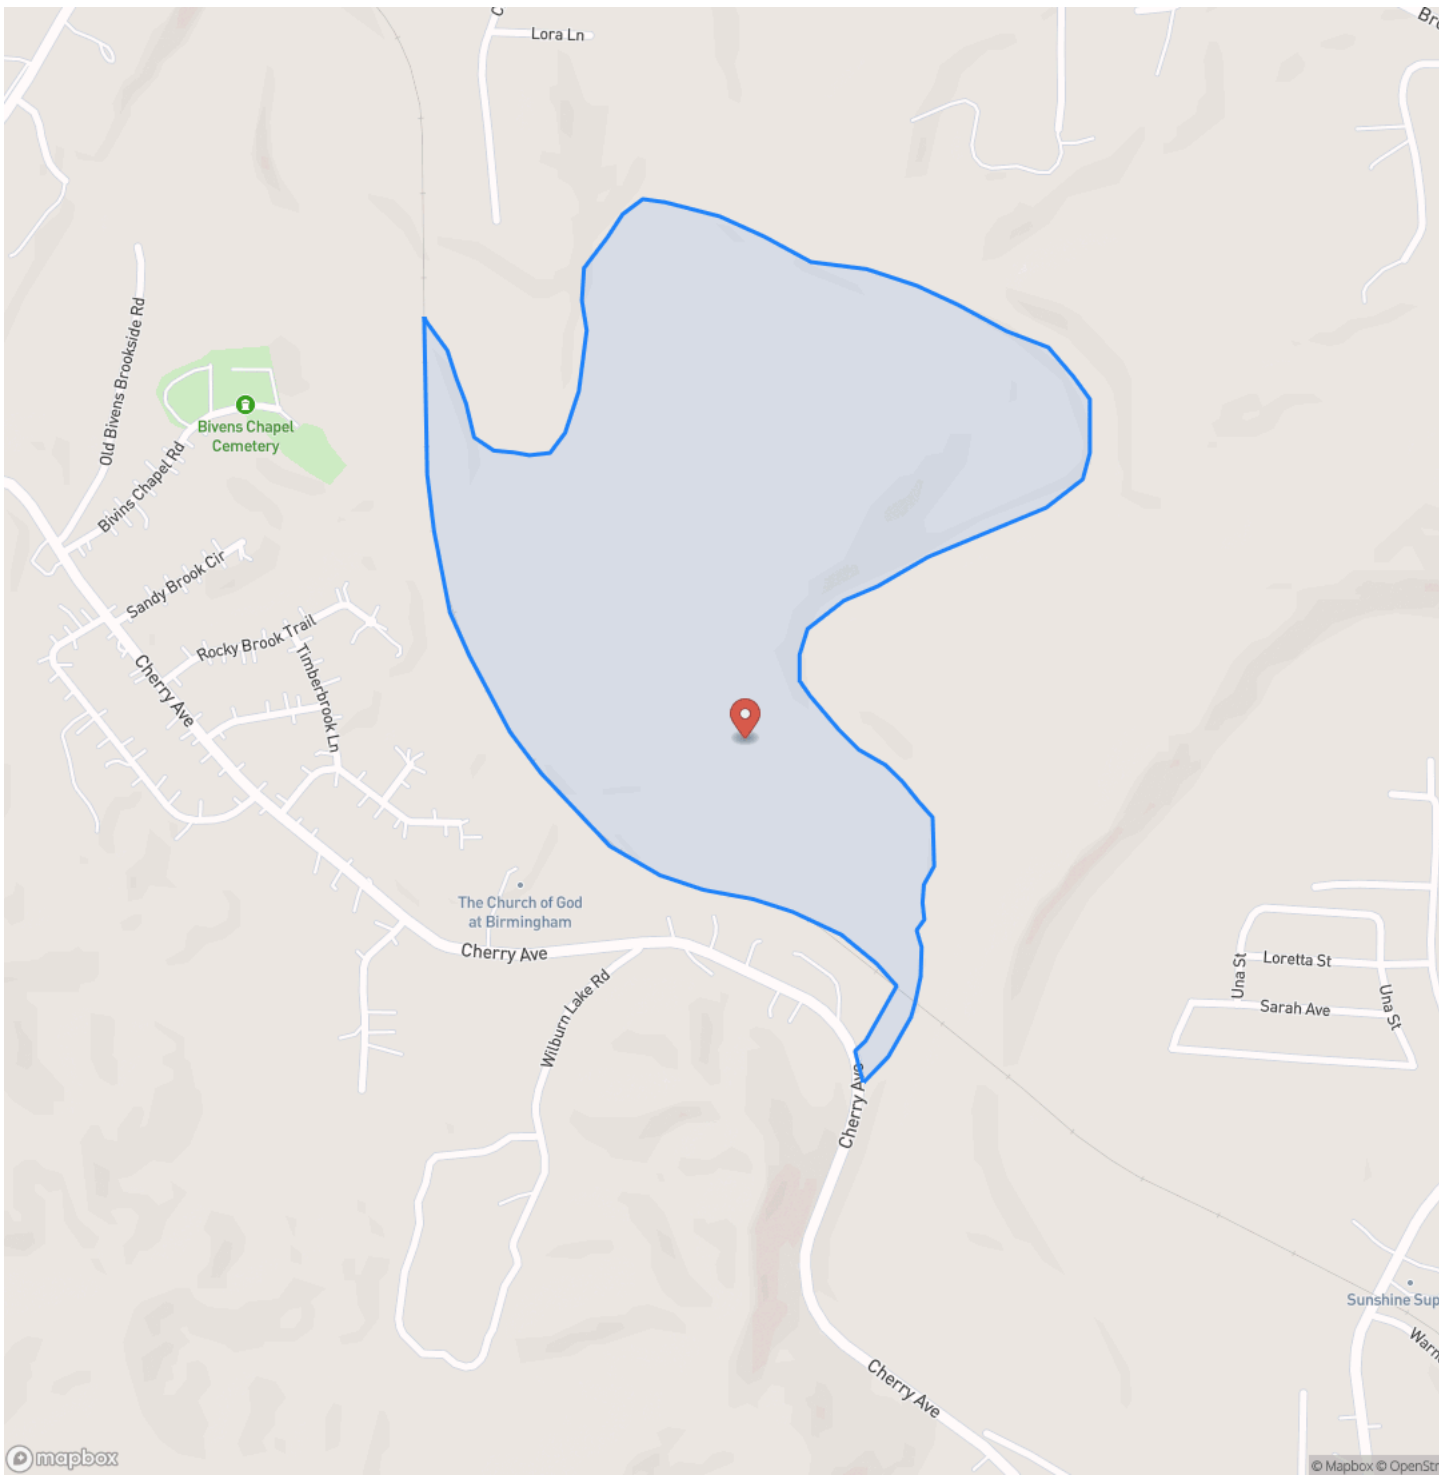 C
Lora Ln
Bro
Old Bivens Brookside Rd
Bivens Chapel
Cemetery
Bivins Chapel Rd
Sandy Brook Cir
Rocky Brook Trail
Timberbrook Ln
Cherry Ave
The Church of God
at Birmingham
Cherry Ave
Wilburn Lake Rd
Una St
Loretta St
Sarah Ave
Una St
Cherry Ave
Sunshine Sup
Warn
Cherry Ave
mapbox
© Mapbox © OpenStr